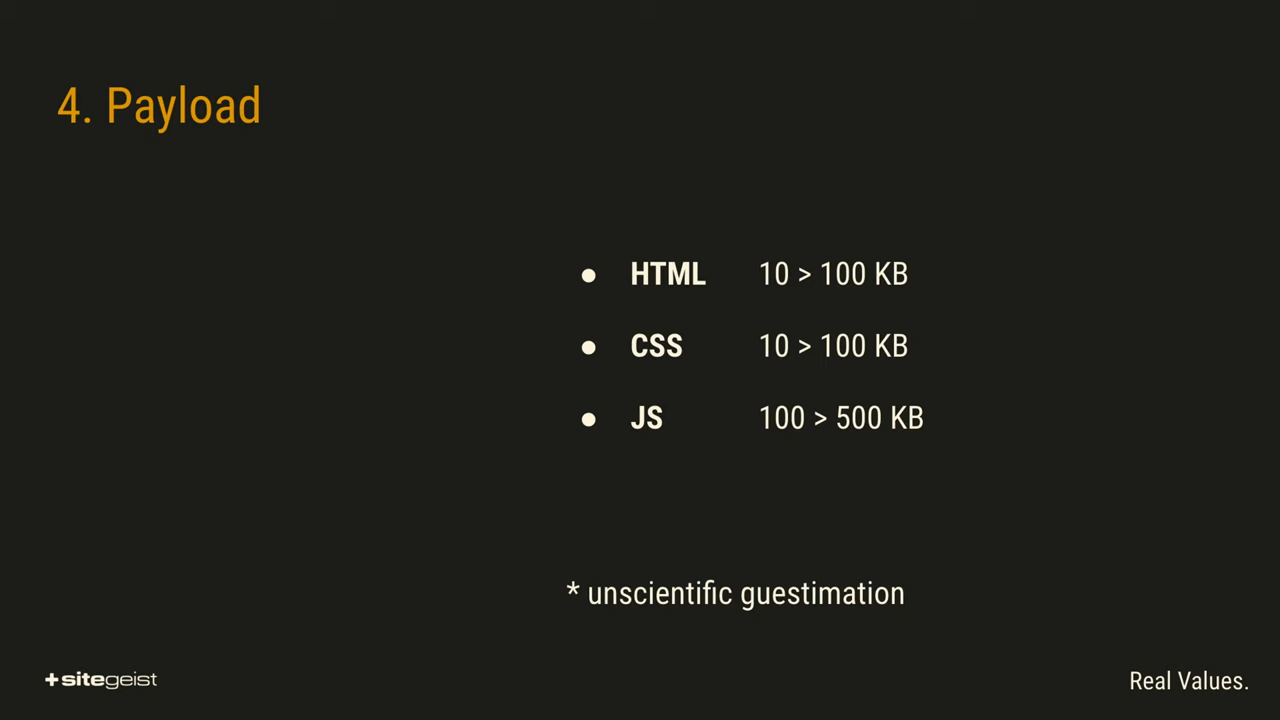 4. Payload
● HTML 10 > 100 KB
● CSS 10 > 100 KB
● JS 100 > 500 KB
* unscientific guestimation
+sitegeist
Real Values.